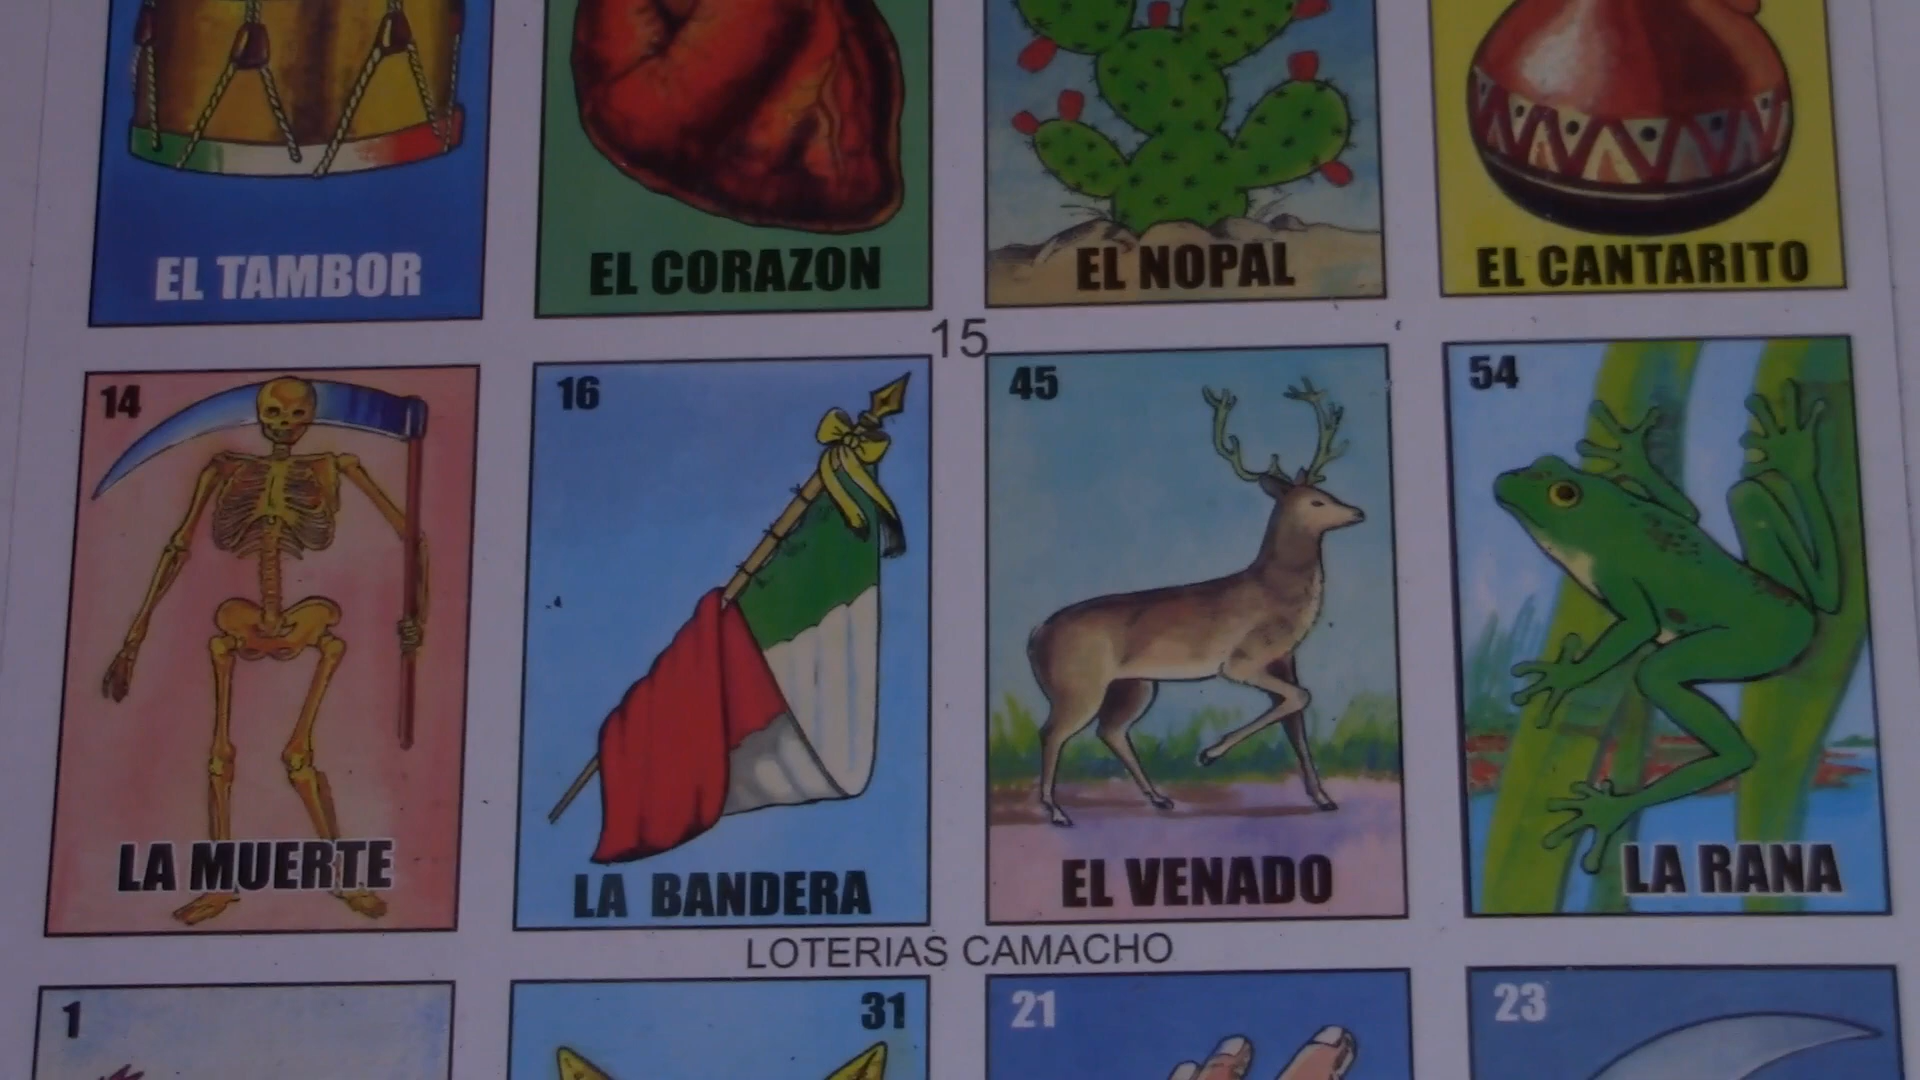 EL TAMBOR
EL CORAZON
EL NOPAL
EL CANTARITO
15
14
LA MUERTE
16
LA BANDERA
45
EL VENADO
54
LA RANA
LOTERIAS CAMACHO
1
31
21
23